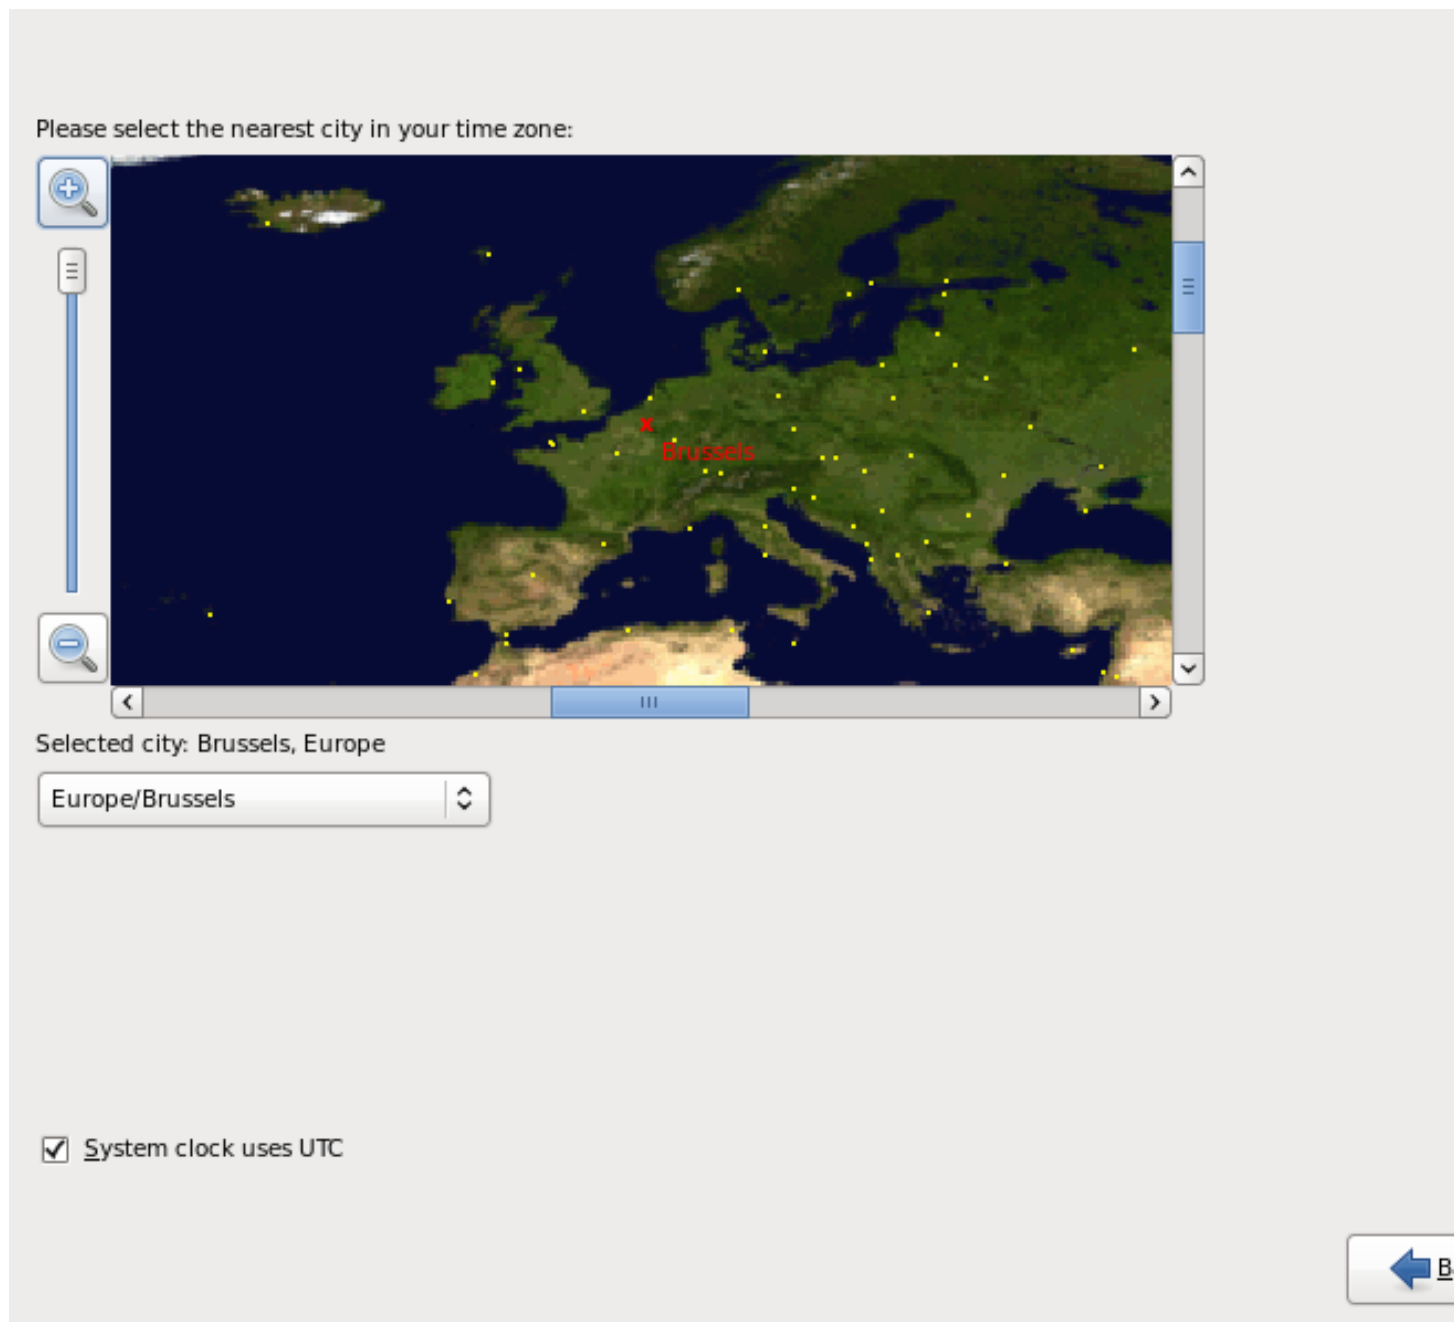 Please select the nearest city in your time zone:
Brussels
Selected city: Brussels, Europe
Europe/Brussels
System clock uses UTC